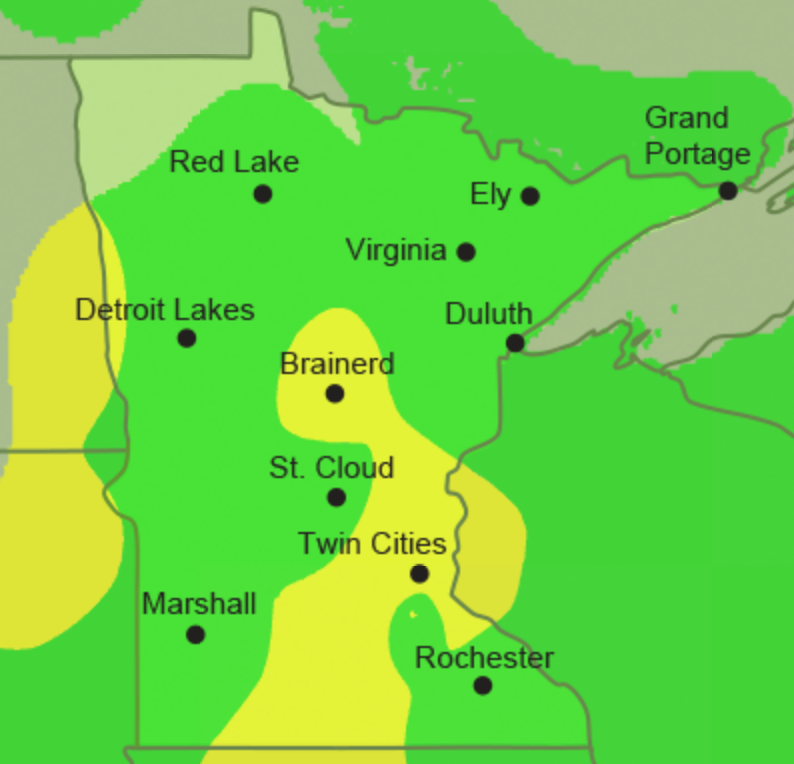 Grand
Portage
Red Lake
Ely
Virginia
Detroit Lakes
Duluth
Brainerd
St. Cloud
Twin Cities
Marshall
Rochester